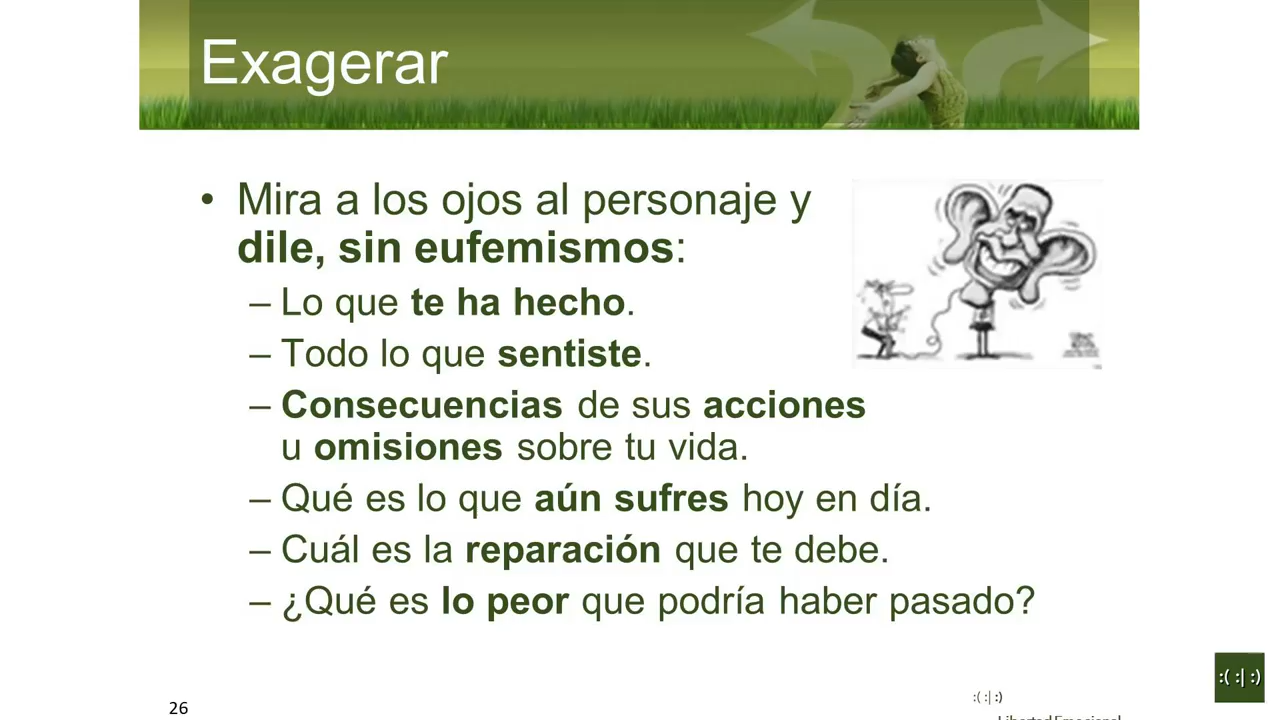 Exagerar
• Mira a los ojos al personaje y
dile, sin eufemismos:
– Lo que te ha hecho.
– Todo lo que sentiste.
– Consecuencias de sus acciones
u omisiones sobre tu vida.
– Qué es lo que aún sufres hoy en día.
– Cuál es la reparación que te debe.
– ¿Qué es lo peor que podría haber pasado?
:( :| :)
26
:( :| :)
Libertad Emocional